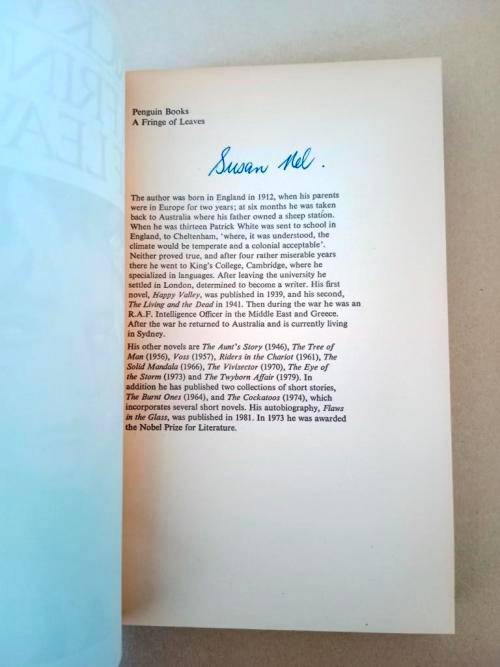 Penguin Books
A Fringe of Leaves
Susan Nel.
The author was born in England in 1912, when his parents
were in Europe for two years; at six months he was taken
back to Australia where his father owned a sheep station.
When he was thirteen Patrick White was sent to school in
England, to Cheltenham, ‘where, it was understood, the
climate would be temperate and a colonial acceptable’.
Neither proved true, and after four rather miserable years
there he went to King's College, Cambridge, where he
specialized in languages. After leaving the university he
settled in London, determined to become a writer. His first
novel, Happy Valley, was published in 1939, and his second,
The Living and the Dead in 1941. Then during the war he was an
R.A.F. Intelligence Officer in the Middle East and Greece.
After the war he returned to Australia and is currently living
in Sydney.
His other novels are The Aunt's Story (1946), The Tree of
Man (1956), Voss (1957), Riders in the Chariot (1961), The
Solid Mandala (1966), The Vivisector (1970), The Eye of
the Storm (1973) and The Twyborn Affair (1979). In
addition he has published two collections of short stories,
The Burnt Ones (1964), and The Cockatoos (1974), which
incorporates several short novels. His autobiography, Flaws
in the Glass, was published in 1981. In 1973 he was awarded
the Nobel Prize for Literature.